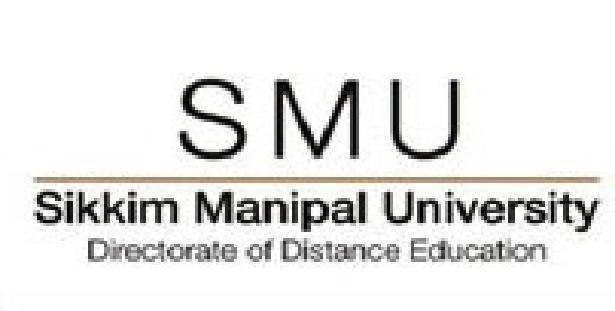 SMU
Sikkim Manipal University
Directorate of Distance Education